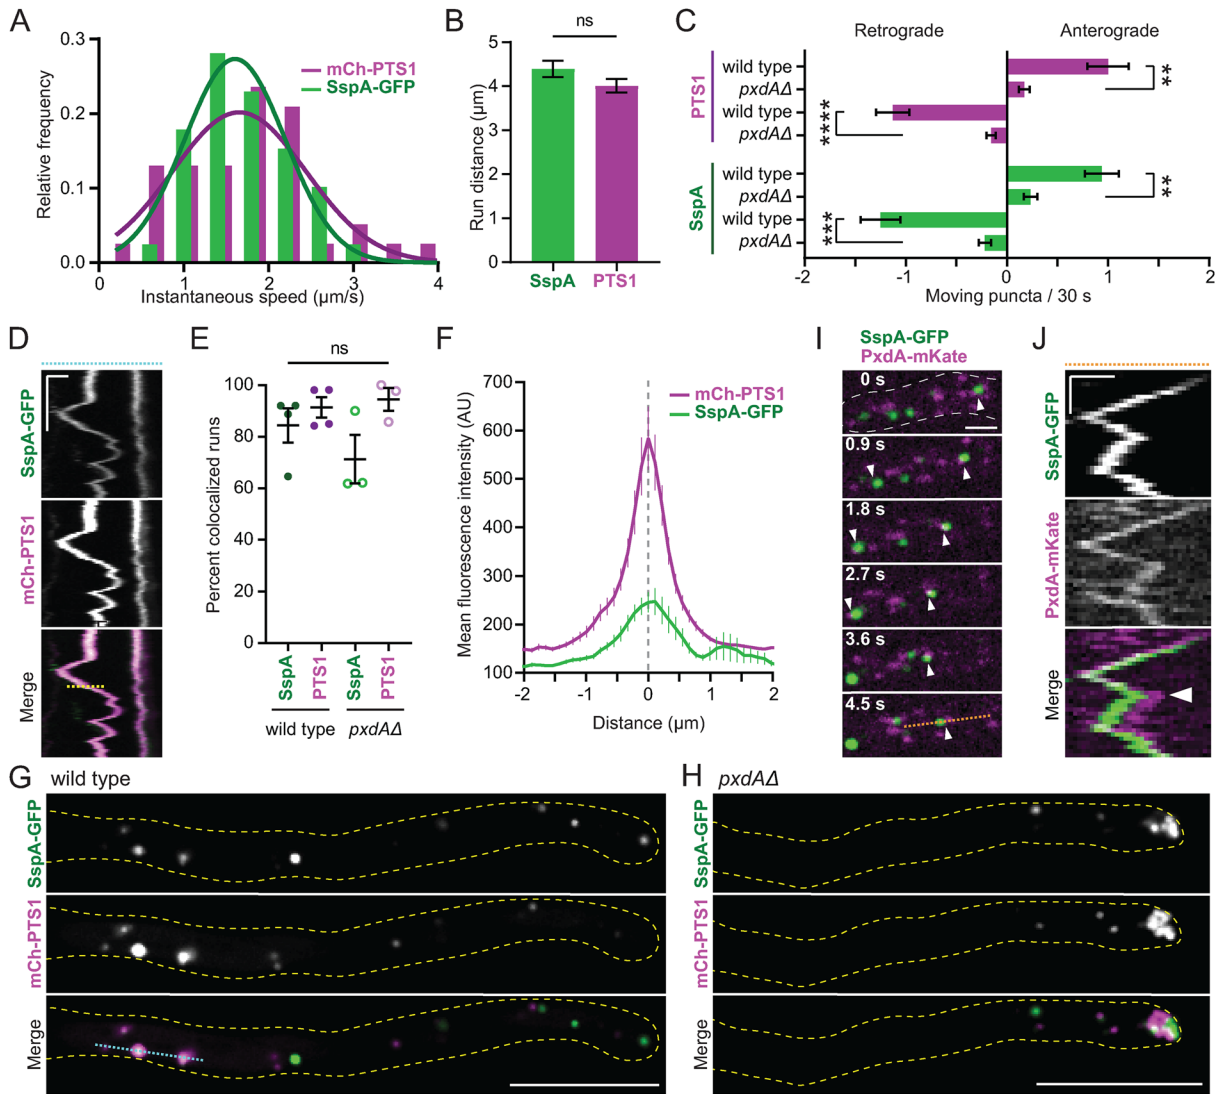 A
0.3
0.2
0.1
0.0
Relative frequency
mCh-PTS1
SspA-GFP
0
1
2
3
4
Instantaneous speed (µm/s)
B
ns
5
4
3
2
1
0
Run distance (µm)
SspA
PTS1
C
Retrograde
Anterograde
PTS1
wild type
pxdAΔ
wild type
pxdAΔ
SspA
wild type
pxdAΔ
wild type
pxdAΔ
**
****
**
***
-2
-1
0
1
2
Moving puncta / 30 s
D
SspA-GFP
mCh-PTS1
Merge
E
ns
100
80
60
40
20
0
Percent colocalized runs
SspA
PTS1
SspA
PTS1
wild type
pxdAΔ
F
700
600
500
400
300
200
100
Mean fluorescence intensity (AU)
mCh-PTS1
SspA-GFP
-2
-1
0
1
2
Distance (µm)
I
SspA-GFP
PxdA-mKate
0 s
0.9 s
1.8 s
2.7 s
3.6 s
4.5 s
J
SspA-GFP
PxdA-mKate
Merge
G
wild type
SspA-GFP
mCh-PTS1
Merge
H
pxdAΔ
SspA-GFP
mCh-PTS1
Merge